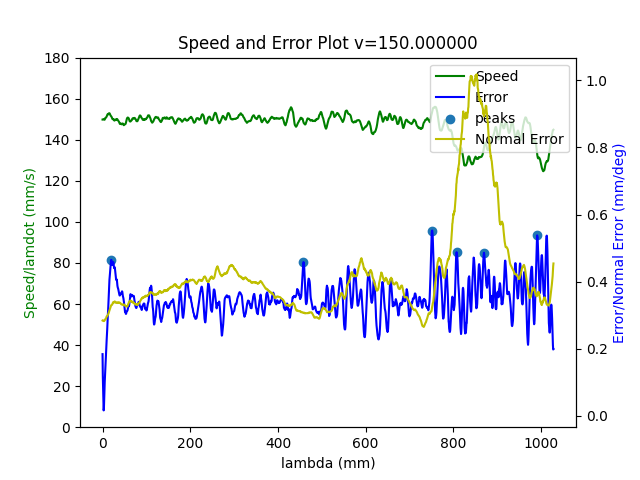 Speed and Error Plot v=150.000000
Speed
Error
peaks
Normal Error
Speed/lamdot (mm/s)
180
160
140
120
100
80
60
40
20
0
1.0
0.8
0.6
0.4
0.2
0.0
Error/Normal Error (mm/deg)
0 200 400 600 800 1000
lambda (mm)